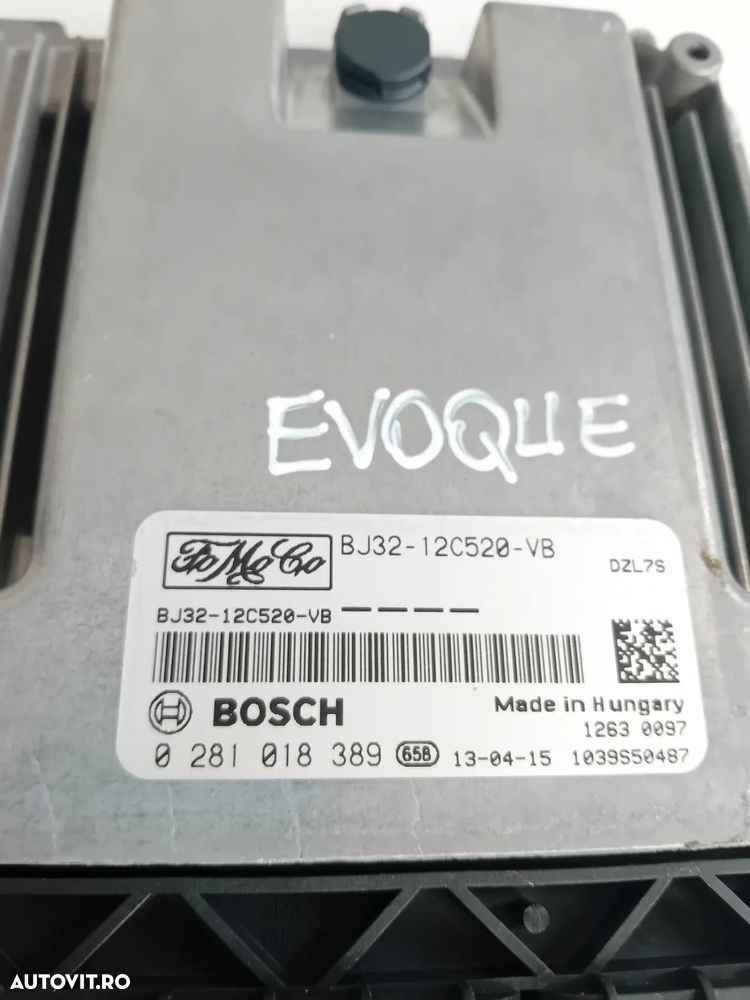 EVOQUE
FoMoCo BJ32-12C520-VB
DZL7S
BJ32-12C520-VB ————
BOSCH Made in Hungary
1263 0097
0 281 018 389 658 13-04-15 1039S50487
AUTOVIT.RO